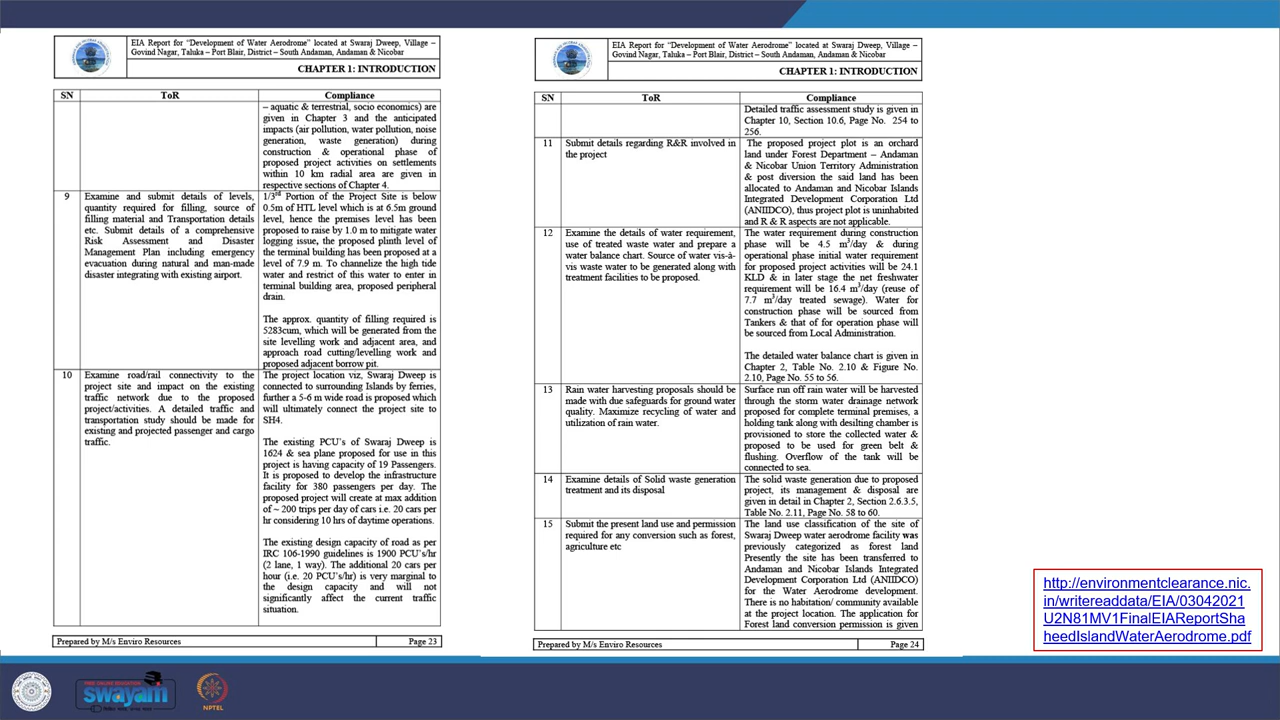 EIA Report for "Development of Water Aerodrome" located at Swaraj Dweep, Village –
Govind Nagar, Taluka – Port Blair, District – South Andaman, Andaman & Nicobar
CHAPTER 1: INTRODUCTION
SN ToR Compliance
– aquatic & terrestrial, socio economics) are
given in Chapter 3 and the anticipated
impacts (air pollution, water pollution, noise
generation, waste generation) during
construction & operational phase of
proposed project activities on settlements
within 10 km radial area are given in
respective sections of Chapter 4.
9
Examine and submit details of levels,
quantity required for filling, source of
filling material and Transportation details
etc. Submit details of a comprehensive
Risk Assessment and Disaster
Management Plan including emergency
evacuation during natural and man-made
disaster integrating with existing airport.
1/3rd Portion of the Project Site is below
0.5m of HTL level which is at 6.5m ground
level, hence the premises level has been
proposed to raise by 1.0 m to mitigate water
logging issue, the proposed plinth level of
the terminal building has been proposed at a
level of 7.9 m. To channelize the high tide
water and restrict of this water to enter in
terminal building area, proposed peripheral
drain.
The approx. quantity of filling required is
5283cum, which will be generated from the
site levelling work and adjacent area, and
approach road cutting/levelling work and
proposed adjacent borrow pit.
10
Examine road/rail connectivity to the
project site and impact on the existing
traffic network due to the proposed
project/activities. A detailed traffic and
transportation study should be made for
existing and projected passenger and cargo
traffic.
The project location viz, Swaraj Dweep is
connected to surrounding Islands by ferries,
further a 5-6 m wide road is proposed which
will ultimately connect the project site to
SH4.
The existing PCU's of Swaraj Dweep is
1624 & sea plane proposed for use in this
project is having capacity of 19 Passengers.
It is proposed to develop the infrastructure
facility for 380 passengers per day. The
proposed project will create at max addition
of ~ 200 trips per day of cars i.e. 20 cars per
hr considering 10 hrs of daytime operations.
The existing design capacity of road as per
IRC 106-1990 guidelines is 1900 PCU's/hr
(2 lane, 1 way). The additional 20 cars per
hour (i.e. 20 PCU's/hr) is very marginal to
the design capacity and will not
significantly affect the current traffic
situation.
Prepared by M/s Enviro Resources Page 23
EIA Report for "Development of Water Aerodrome" located at Swaraj Dweep, Village –
Govind Nagar, Taluka – Port Blair, District – South Andaman, Andaman & Nicobar
CHAPTER 1: INTRODUCTION
SN ToR Compliance
Detailed traffic assessment study is given in
Chapter 10, Section 10.6, Page No. 254 to
256.
11
Submit details regarding R&R involved in
the project
The proposed project plot is an orchard
land under Forest Department – Andaman
& Nicobar Union Territory Administration
& post diversion the said land has been
allocated to Andaman and Nicobar Islands
Integrated Development Corporation Ltd
(ANIIDCO), thus project plot is uninhabited
and R & R aspects are not applicable.
12
Examine the details of water requirement,
use of treated waste water and prepare a
water balance chart. Source of water vis-à-
vis waste water to be generated along with
treatment facilities to be proposed.
The water requirement during construction
phase will be 4.5 m3/day & during
operational phase initial water requirement
for proposed project activities will be 24.1
KLD & in later stage the net freshwater
requirement will be 16.4 m3/day (reuse of
7.7 m3/day treated sewage). Water for
construction phase will be sourced from
Tankers & that of for operation phase will
be sourced from Local Administration.
The detailed water balance chart is given in
Chapter 2, Table No. 2.10 & Figure No.
2.10, Page No. 55 to 56.
13
Rain water harvesting proposals should be
made with due safeguards for ground water
quality. Maximize recycling of water and
utilization of rain water.
Surface run off rain water will be harvested
through the storm water drainage network
proposed for complete terminal premises, a
holding tank along with desilting chamber is
provisioned to store the collected water &
proposed to be used for green belt &
flushing. Overflow of the tank will be
connected to sea.
14
Examine details of Solid waste generation
treatment and its disposal
The solid waste generation due to proposed
project, its management & disposal are
given in detail in Chapter 2, Section 2.6.3.5,
Table No. 2.11, Page No. 58 to 60.
15
Submit the present land use and permission
required for any conversion such as forest,
agriculture etc
The land use classification of the site of
Swaraj Dweep water aerodrome facility was
previously categorized as forest land
Presently the site has been transferred to
Andaman and Nicobar Islands Integrated
Development Corporation Ltd (ANIIDCO)
for the Water Aerodrome development.
There is no habitation/ community available
at the project location. The application for
Forest land conversion permission is given
Prepared by M/s Enviro Resources Page 24
http://environmentclearance.nic.
in/writereaddata/EIA/03042021
U2N81MV1FinalEIAReportSha
heedIslandWaterAerodrome.pdf
swayam
NPTEL